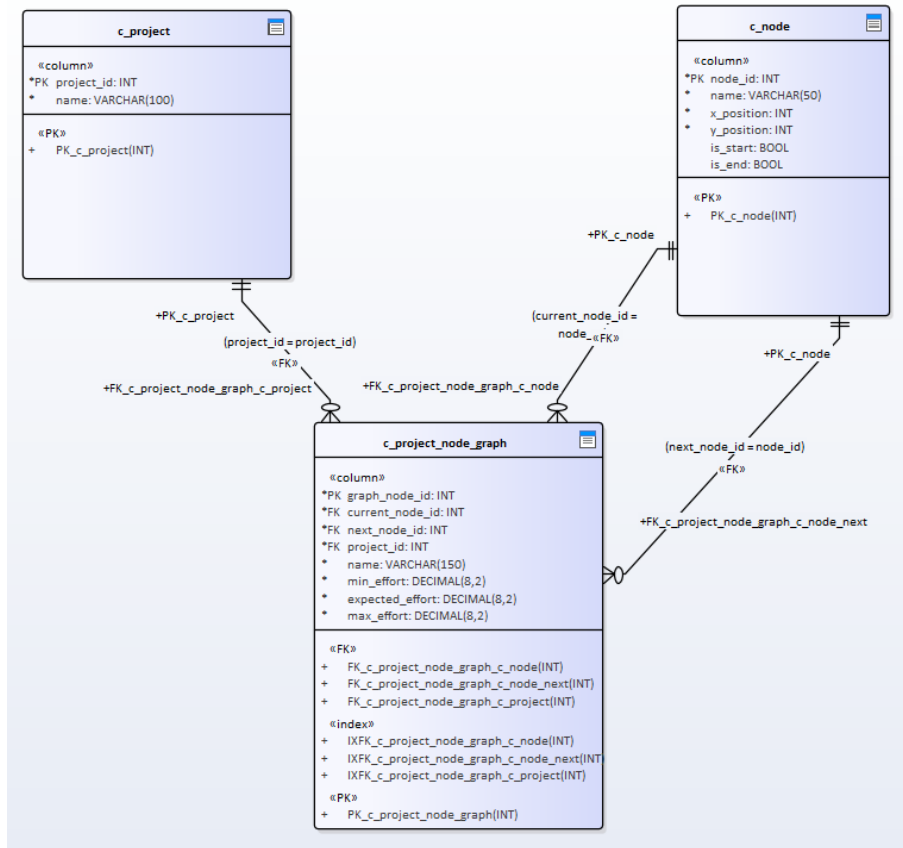 c_project
«column»
*PK project_id: INT
* name: VARCHAR(100)
«PK»
+ PK_c_project(INT)
c_node
«column»
*PK node_id: INT
* name: VARCHAR(50)
* x_position: INT
* y_position: INT
is_start: BOOL
is_end: BOOL
«PK»
+ PK_c_node(INT)
+PK_c_project
(project_id = project_id)
«FK»
+FK_c_project_node_graph_c_project
+PK_c_node
(current_node_id =
node_
«FK»
+FK_c_project_node_graph_c_node
+PK_c_node
(next_node_id = node_id)
«FK»
+FK_c_project_node_graph_c_node_next
c_project_node_graph
«column»
*PK graph_node_id: INT
*FK current_node_id: INT
*FK next_node_id: INT
*FK project_id: INT
* name: VARCHAR(150)
* min_effort: DECIMAL(8,2)
* expected_effort: DECIMAL(8,2)
* max_effort: DECIMAL(8,2)
«FK»
+ FK_c_project_node_graph_c_node(INT)
+ FK_c_project_node_graph_c_node_next(INT)
+ FK_c_project_node_graph_c_project(INT)
«index»
+ IXFK_c_project_node_graph_c_node(INT)
+ IXFK_c_project_node_graph_c_node_next(INT)
+ IXFK_c_project_node_graph_c_project(INT)
«PK»
+ PK_c_project_node_graph(INT)